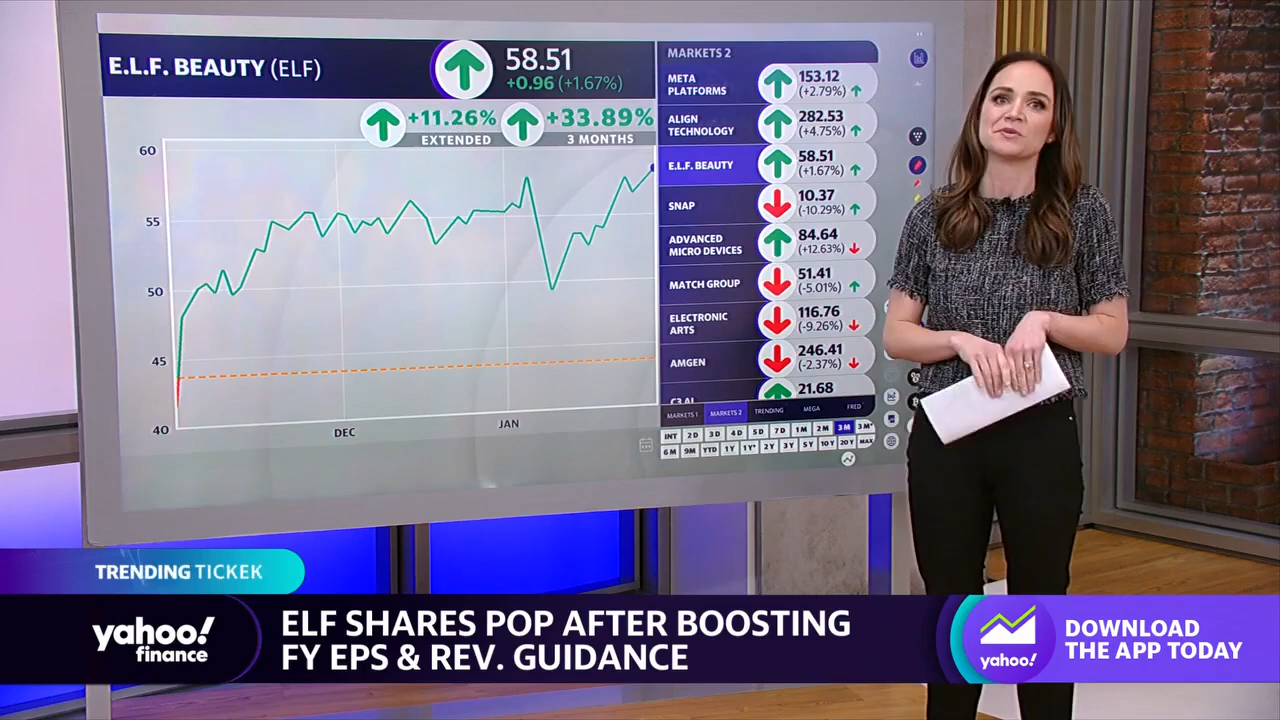 E.L.F. BEAUTY (ELF)
58.51
+0.96 (+1.67%)
+11.26%
EXTENDED
+33.89%
3 MONTHS
60
55
50
45
40
DEC
JAN
MARKETS 2
META
PLATFORMS
153.12
(+2.79%)
ALIGN
TECHNOLOGY
282.53
(+4.75%)
E.L.F. BEAUTY
58.51
(+1.67%)
SNAP
10.37
(-10.29%)
ADVANCED
MICRO DEVICES
84.64
(+12.63%)
MATCH GROUP
51.41
(-5.01%)
ELECTRONIC
ARTS
116.76
(-9.26%)
AMGEN
246.41
(-2.37%)
C3.AI
21.68
MARKETS 1 MARKETS 2 TRENDING MEGA FRED
INT 2D 3D 4D 5D 7D 1M 2M 3M 3M*
6M 9M YTD 1Y 1Y* 2Y 3Y 5Y 10Y 20Y MAX
TRENDING TICKEK
yahoo!
finance
ELF SHARES POP AFTER BOOSTING
FY EPS & REV. GUIDANCE
yahoo!
DOWNLOAD
THE APP TODAY